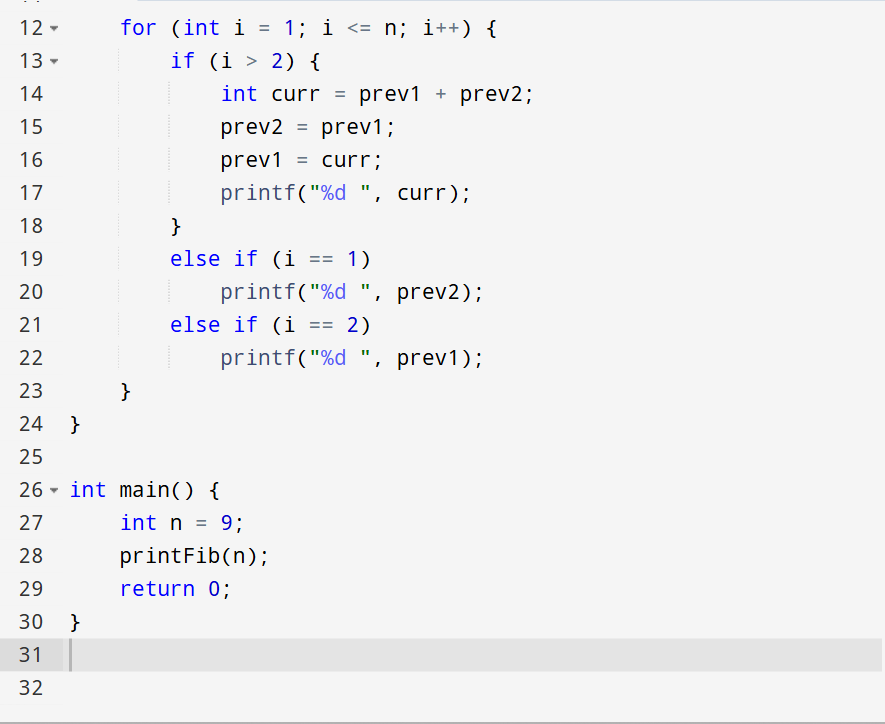 12 for (int i = 1; i <= n; i++) {
13 if (i > 2) {
14 int curr = prev1 + prev2;
15 prev2 = prev1;
16 prev1 = curr;
17 printf("%d ", curr);
18 }
19 else if (i == 1)
20 printf("%d ", prev2);
21 else if (i == 2)
22 printf("%d ", prev1);
23 }
24 }
25
26 int main() {
27 int n = 9;
28 printFib(n);
29 return 0;
30 }
31
32